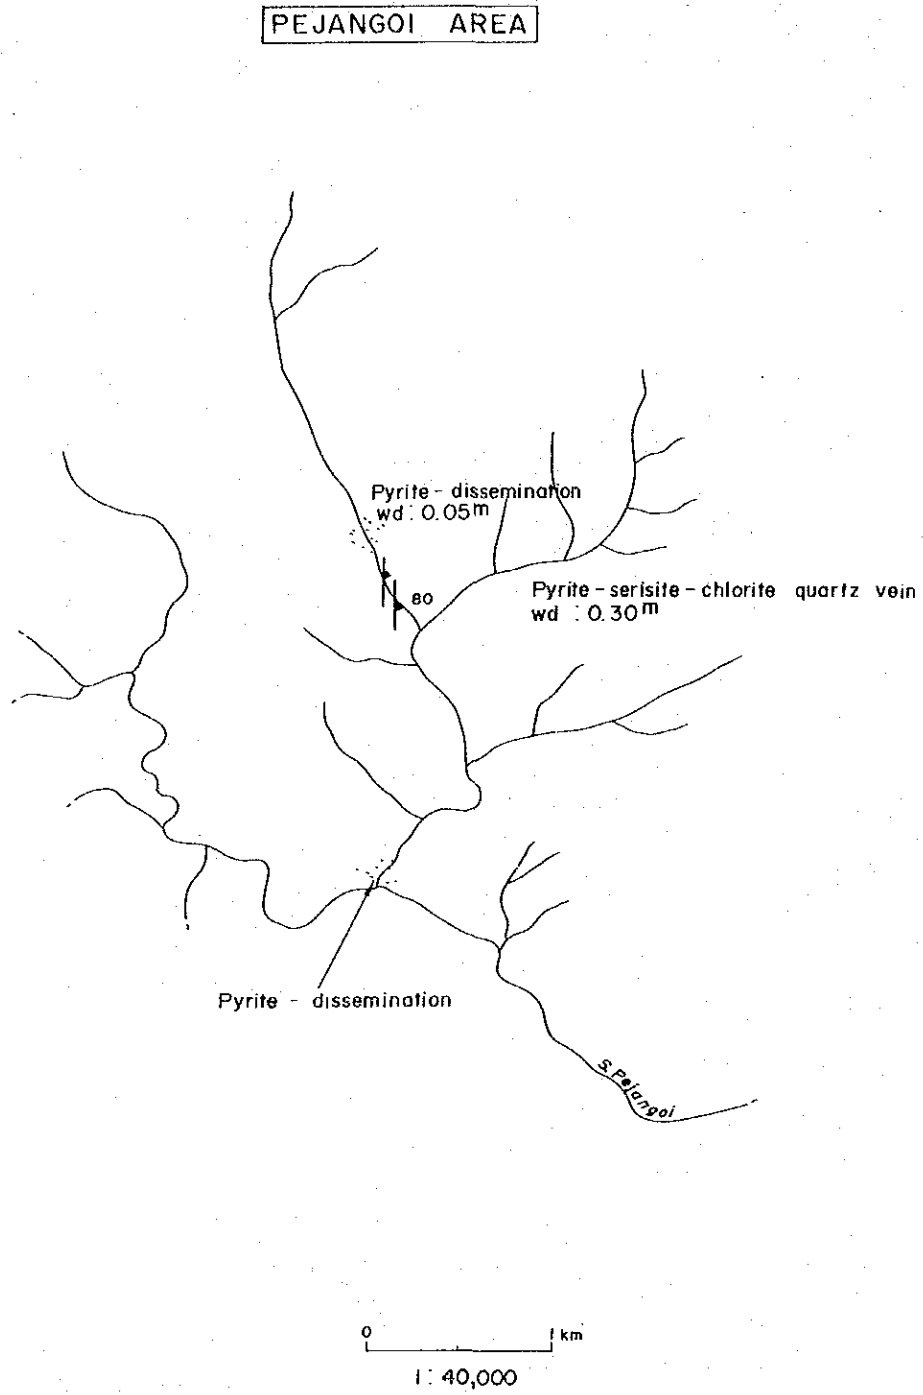 PEJANGOI AREA
Pyrite - dissemination
wd : 0.05m
80
Pyrite - serisite - chlorite quartz vein
wd : 0.30m
Pyrite - dissemination
S. Pejangoi
0 1 km
1 : 40,000